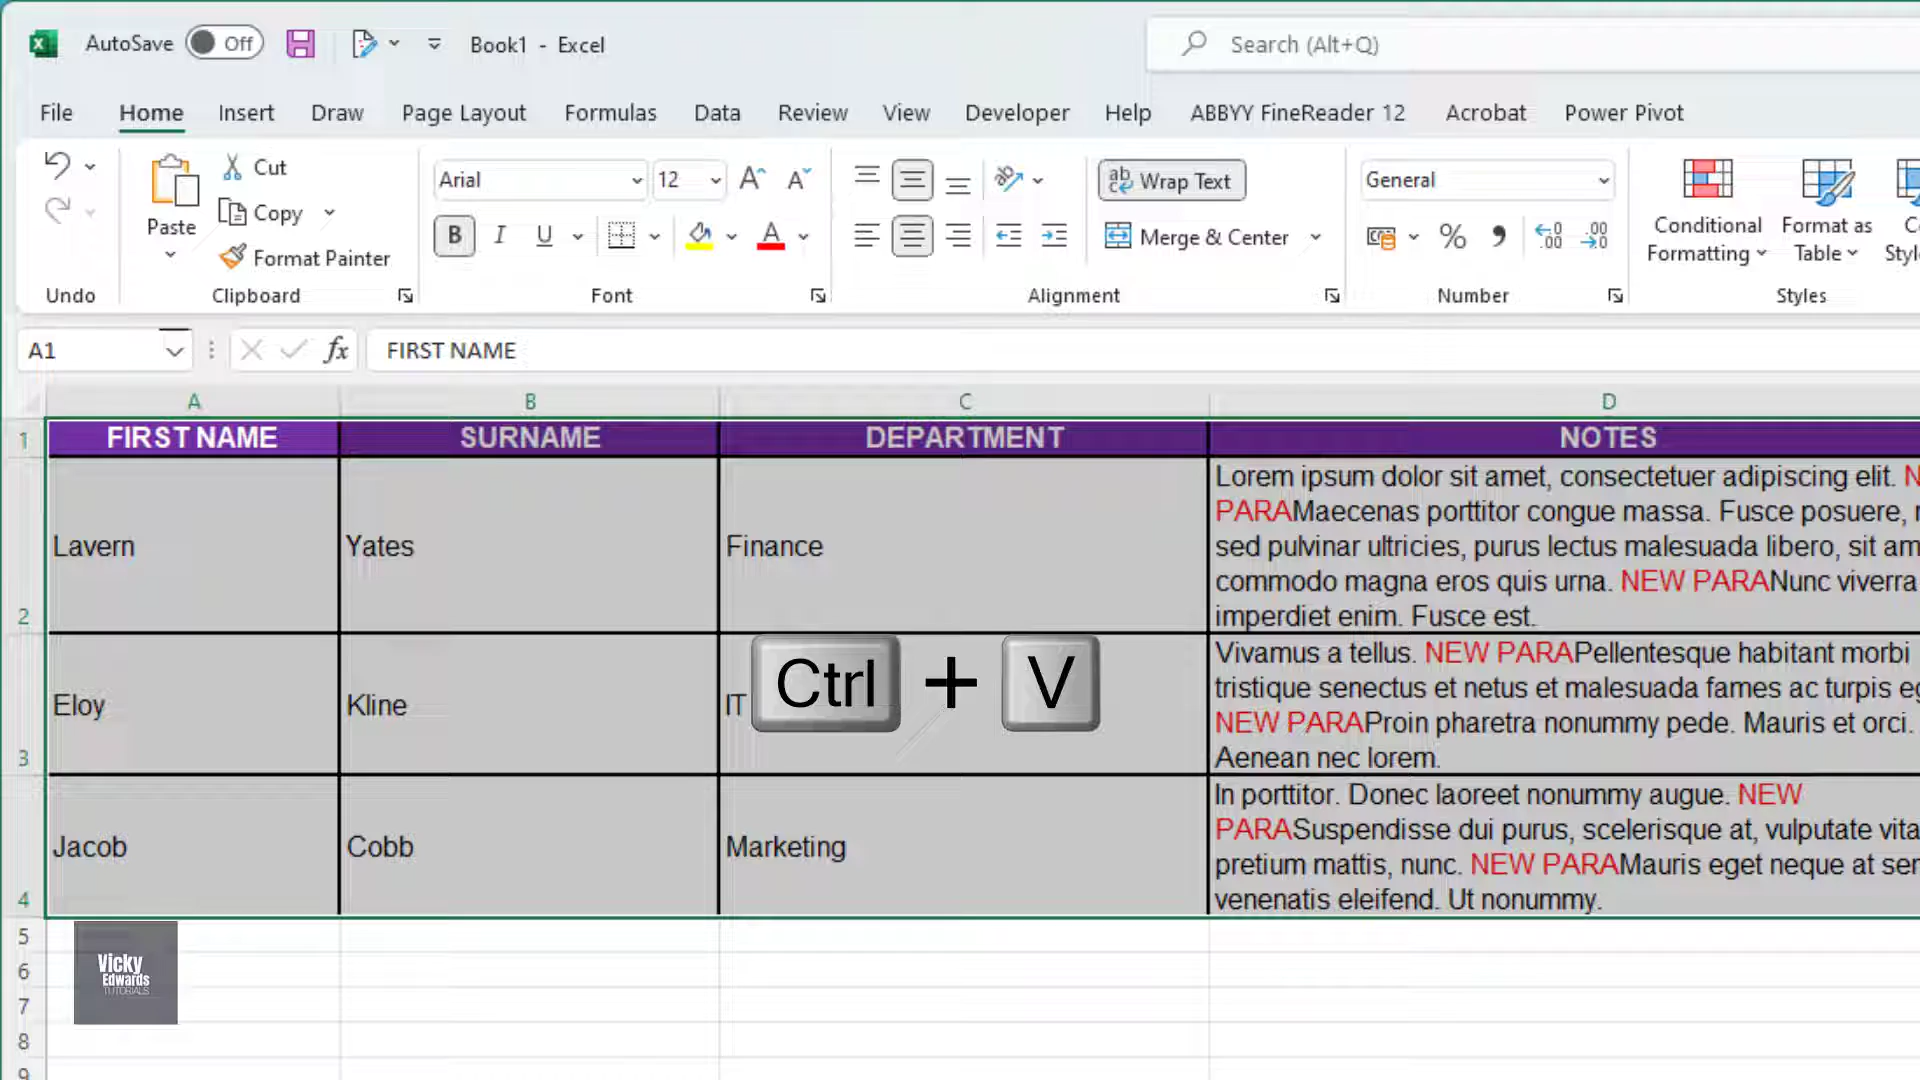 AutoSave Off Book1 - Excel Search (Alt+Q)
File Home Insert Draw Page Layout Formulas Data Review View Developer Help ABBYY FineReader 12 Acrobat Power Pivot
Cut
Copy
Format Painter
Paste
Undo
Clipboard
Arial 12
B I U
Font
Wrap Text
Merge & Center
Alignment
General
Number
Conditional
Formatting
Format as
Table
Styles
A1 fx FIRST NAME
A B C D
1 FIRST NAME SURNAME DEPARTMENT NOTES
2 Lavern Yates Finance
Lorem ipsum dolor sit amet, consectetuer adipiscing elit.
PARAMaecenas porttitor congue massa. Fusce posuere,
sed pulvinar ultricies, purus lectus malesuada libero, sit
commodo magna eros quis urna. NEW PARANunc viverra
imperdiet enim. Fusce est.
3 Eloy Kline IT
Vivamus a tellus. NEW PARAPellentesque habitant morbi
tristique senectus et netus et malesuada fames ac turpis
NEW PARAProin pharetra nonummy pede. Mauris et orci.
Aenean nec lorem.
Ctrl + V
4 Jacob Cobb Marketing
In porttitor. Donec laoreet nonummy augue. NEW
PARASuspendisse dui purus, scelerisque at, vulputate
pretium mattis, nunc. NEW PARAMauris eget neque at
venenatis eleifend. Ut nonummy.
5
6
7
8
9
Vicky
Edwards
TUTORIALS